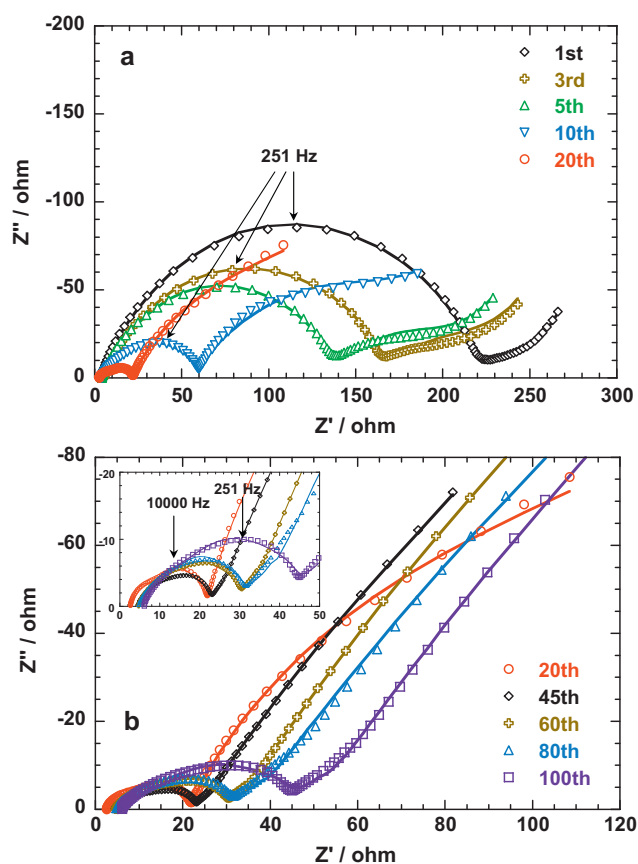 -200
-150
-100
-50
0
0 50 100 150 200 250 300
Z'' / ohm
Z' / ohm
a
251 Hz
1st
3rd
5th
10th
20th
-80
-60
-40
-20
0
0 20 40 60 80 100 120
Z'' / ohm
Z' / ohm
b
-20
-10
0
0 10 20 30 40 50
10000 Hz
251 Hz
20th
45th
60th
80th
100th